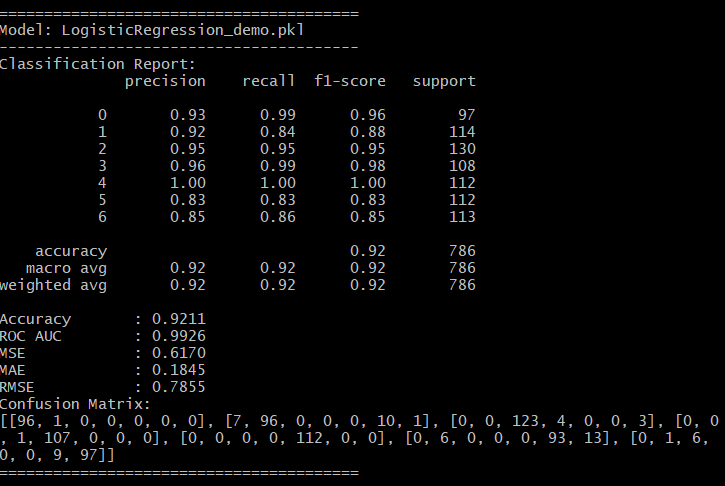 ========================================
Model: LogisticRegression_demo.pkl
----------------------------------------
Classification Report:
              precision    recall  f1-score   support

           0       0.93      0.99      0.96        97
           1       0.92      0.84      0.88       114
           2       0.95      0.95      0.95       130
           3       0.96      0.99      0.98       108
           4       1.00      1.00      1.00       112
           5       0.83      0.83      0.83       112
           6       0.85      0.86      0.85       113

    accuracy                           0.92       786
   macro avg       0.92      0.92      0.92       786
weighted avg       0.92      0.92      0.92       786

Accuracy       : 0.9211
ROC AUC        : 0.9926
MSE            : 0.6170
MAE            : 0.1845
RMSE           : 0.7855
Confusion Matrix:
[[96, 1, 0, 0, 0, 0, 0], [7, 96, 0, 0, 0, 10, 1], [0, 0, 123, 4, 0, 0, 3], [0, 0
, 1, 107, 0, 0, 0], [0, 0, 0, 0, 112, 0, 0], [0, 6, 0, 0, 0, 93, 13], [0, 1, 6,
0, 0, 9, 97]]
========================================